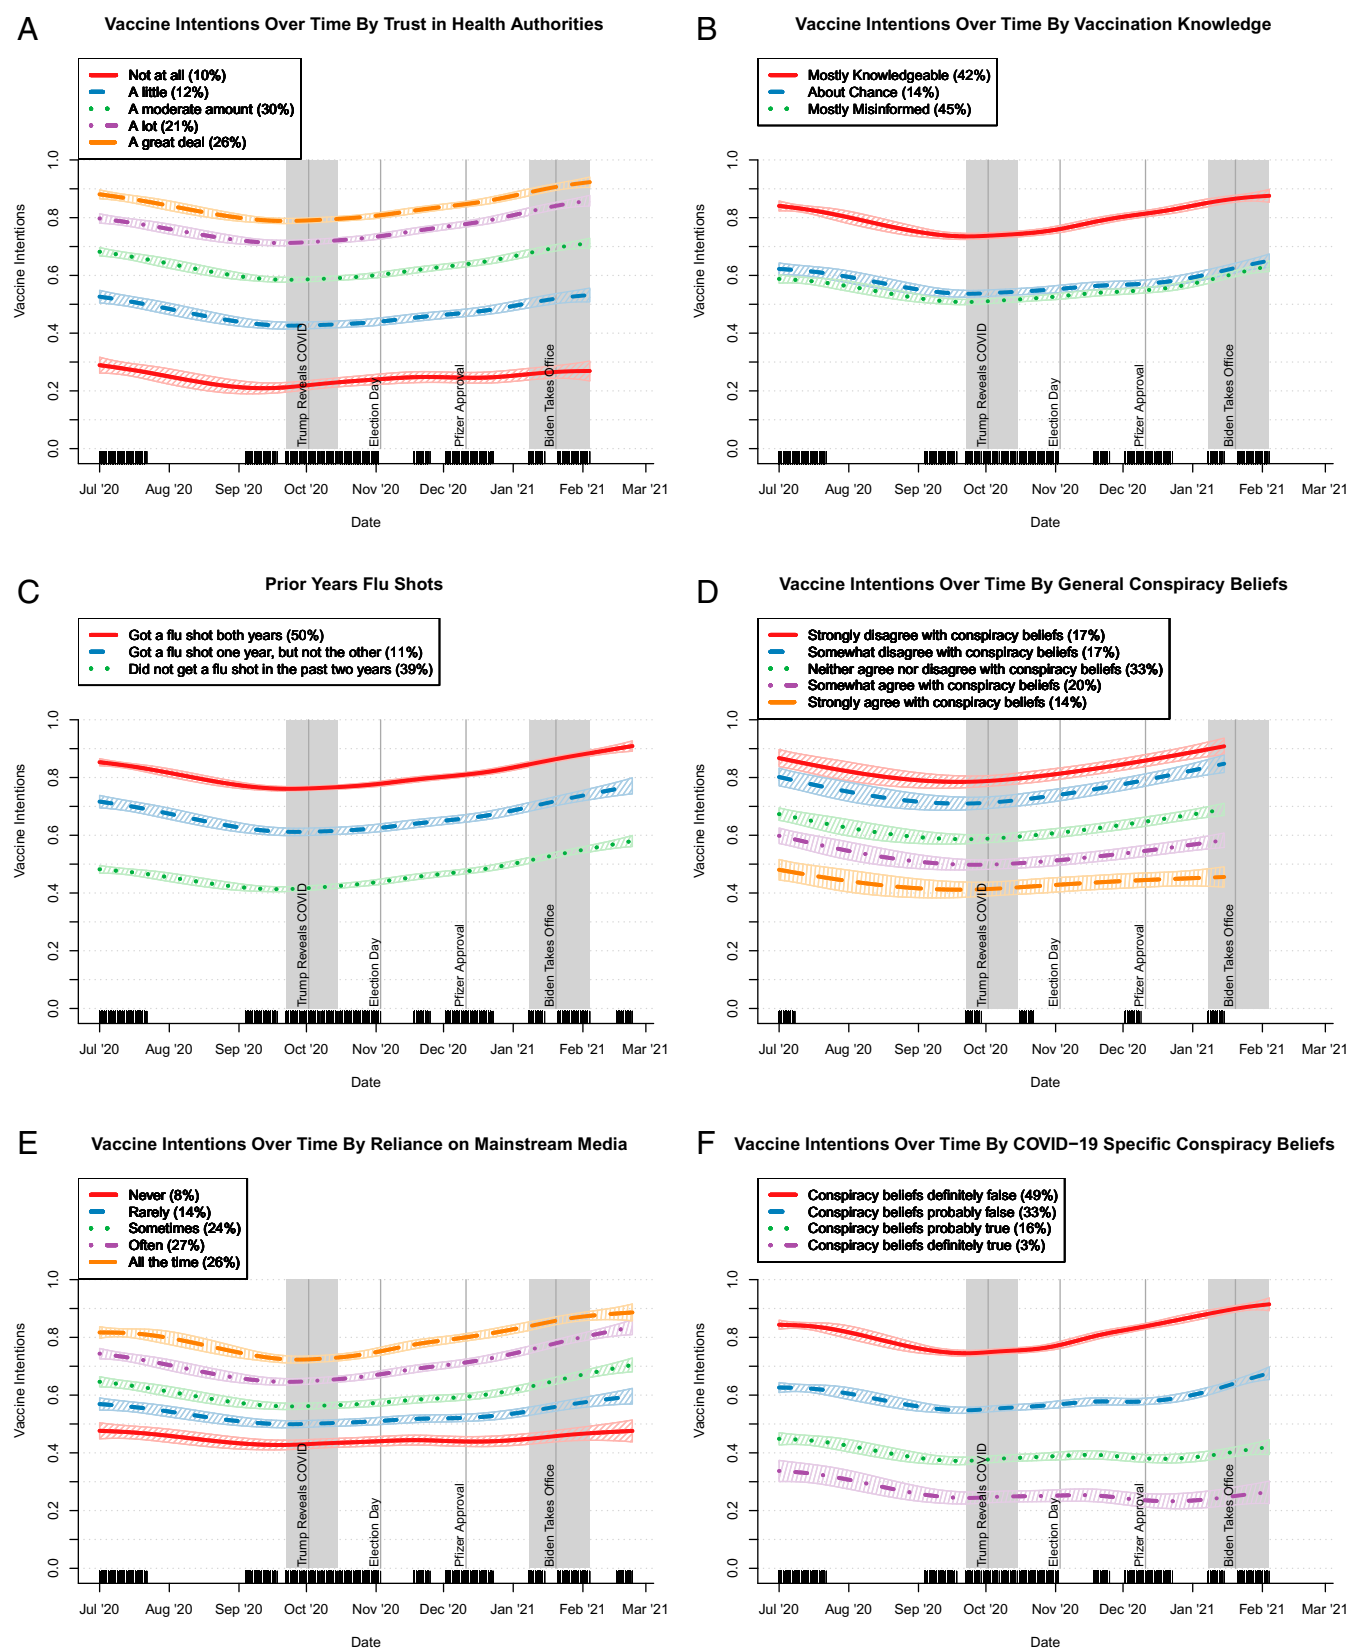 A
Vaccine Intentions Over Time By Trust in Health Authorities
Not at all (10%)
A little (12%)
A moderate amount (30%)
A lot (21%)
A great deal (26%)
Vaccine Intentions
0.0 0.2 0.4 0.6 0.8 1.0
Trump Reveals COVID
Election Day
Pfizer Approval
Biden Takes Office
Jul '20 Aug '20 Sep '20 Oct '20 Nov '20 Dec '20 Jan '21 Feb '21 Mar '21
Date
B
Vaccine Intentions Over Time By Vaccination Knowledge
Mostly Knowledgeable (42%)
About Chance (14%)
Mostly Misinformed (45%)
Vaccine Intentions
0.0 0.2 0.4 0.6 0.8 1.0
Trump Reveals COVID
Election Day
Pfizer Approval
Biden Takes Office
Jul '20 Aug '20 Sep '20 Oct '20 Nov '20 Dec '20 Jan '21 Feb '21 Mar '21
Date
C
Prior Years Flu Shots
Got a flu shot both years (50%)
Got a flu shot one year, but not the other (11%)
Did not get a flu shot in the past two years (39%)
Vaccine Intentions
0.0 0.2 0.4 0.6 0.8 1.0
Trump Reveals COVID
Election Day
Pfizer Approval
Biden Takes Office
Jul '20 Aug '20 Sep '20 Oct '20 Nov '20 Dec '20 Jan '21 Feb '21 Mar '21
Date
D
Vaccine Intentions Over Time By General Conspiracy Beliefs
Strongly disagree with conspiracy beliefs (17%)
Somewhat disagree with conspiracy beliefs (17%)
Neither agree nor disagree with conspiracy beliefs (33%)
Somewhat agree with conspiracy beliefs (20%)
Strongly agree with conspiracy beliefs (14%)
Vaccine Intentions
0.0 0.2 0.4 0.6 0.8 1.0
Trump Reveals COVID
Election Day
Pfizer Approval
Biden Takes Office
Jul '20 Aug '20 Sep '20 Oct '20 Nov '20 Dec '20 Jan '21 Feb '21 Mar '21
Date
E
Vaccine Intentions Over Time By Reliance on Mainstream Media
Never (8%)
Rarely (14%)
Sometimes (24%)
Often (27%)
All the time (26%)
Vaccine Intentions
0.0 0.2 0.4 0.6 0.8 1.0
Trump Reveals COVID
Election Day
Pfizer Approval
Biden Takes Office
Jul '20 Aug '20 Sep '20 Oct '20 Nov '20 Dec '20 Jan '21 Feb '21 Mar '21
Date
F
Vaccine Intentions Over Time By COVID−19 Specific Conspiracy Beliefs
Conspiracy beliefs definitely false (49%)
Conspiracy beliefs probably false (33%)
Conspiracy beliefs probably true (16%)
Conspiracy beliefs definitely true (3%)
Vaccine Intentions
0.0 0.2 0.4 0.6 0.8 1.0
Trump Reveals COVID
Election Day
Pfizer Approval
Biden Takes Office
Jul '20 Aug '20 Sep '20 Oct '20 Nov '20 Dec '20 Jan '21 Feb '21 Mar '21
Date